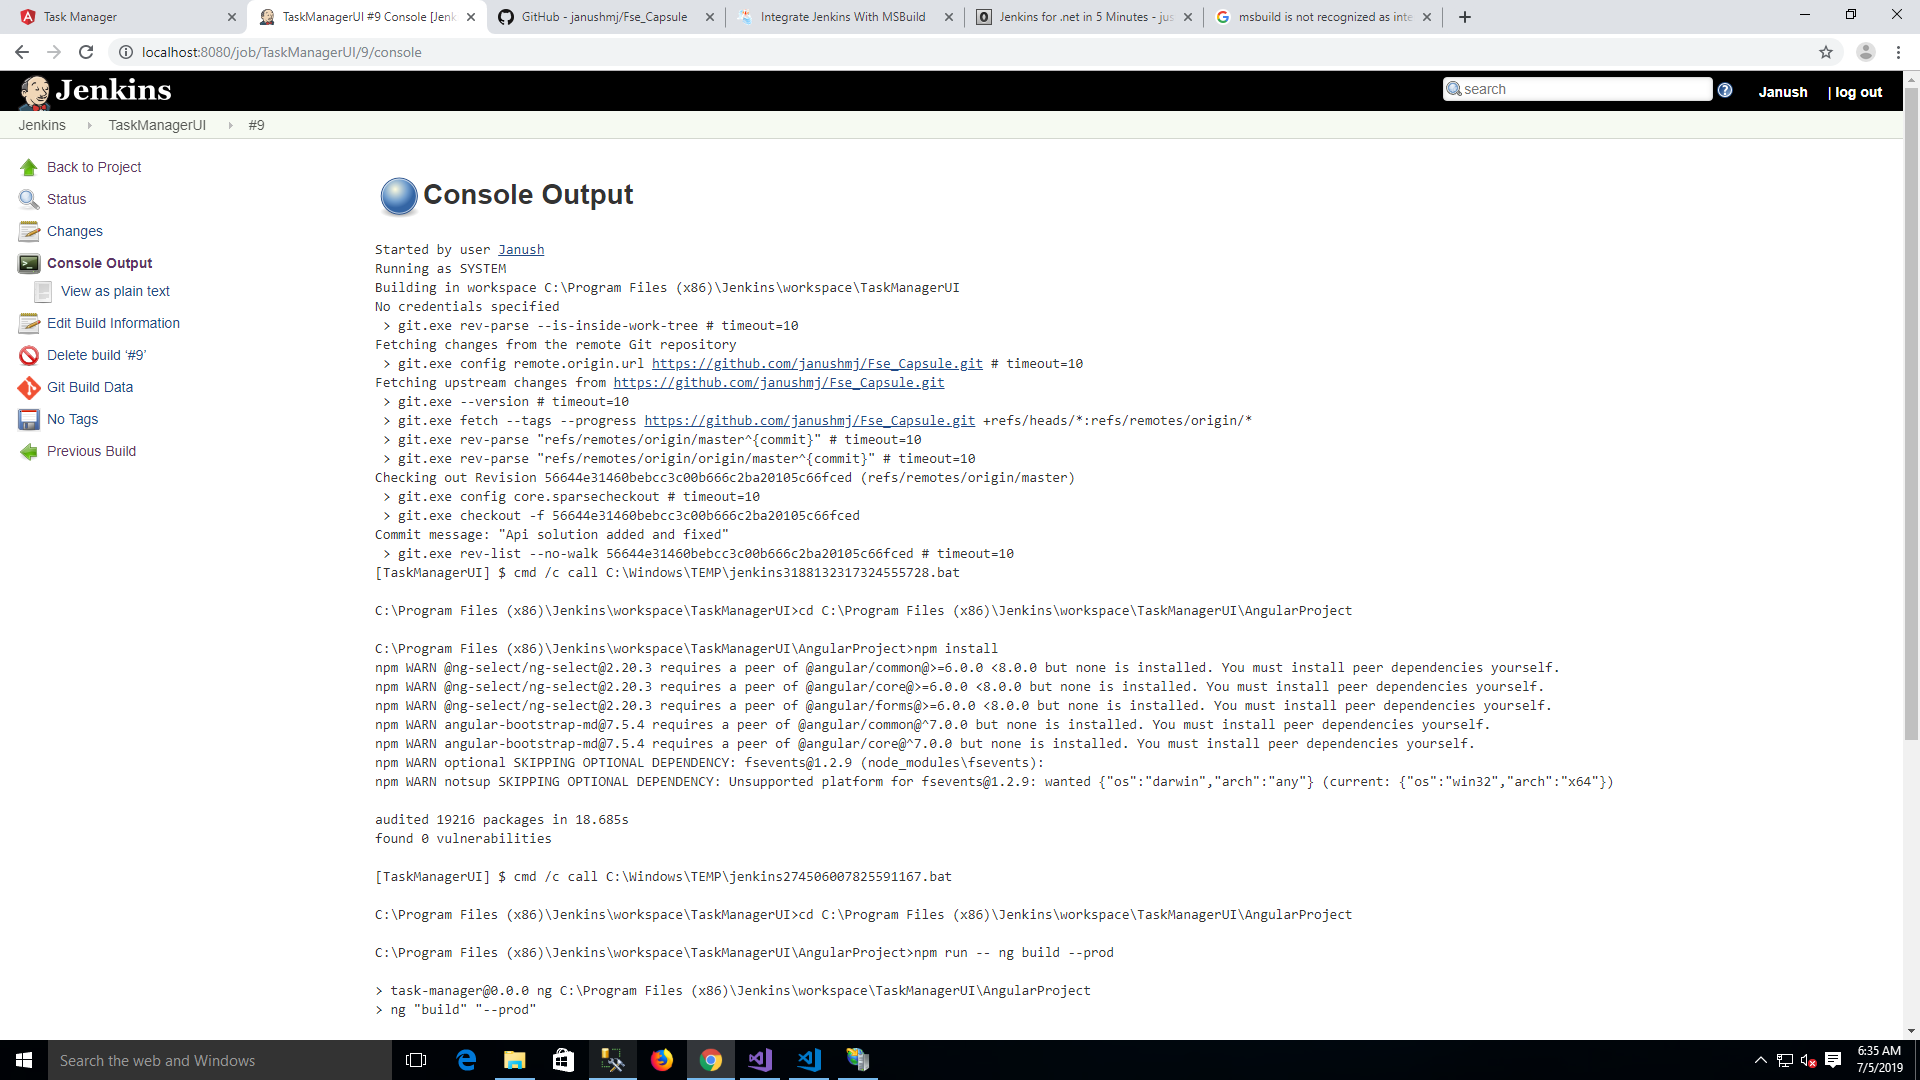 Task Manager
TaskManagerUI #9 Console [Jenk
GitHub - janushmj/Fse_Capsule
Integrate Jenkins With MSBuild
Jenkins for .net in 5 Minutes - jus
msbuild is not recognized as inte
localhost:8080/job/TaskManagerUI/9/console
Jenkins
search
Janush
| log out
Jenkins
TaskManagerUI
#9
Back to Project
Status
Changes
Console Output
View as plain text
Edit Build Information
Delete build ‘#9’
Git Build Data
No Tags
Previous Build
Console Output
Started by user Janush
Running as SYSTEM
Building in workspace C:\Program Files (x86)\Jenkins\workspace\TaskManagerUI
No credentials specified
> git.exe rev-parse --is-inside-work-tree # timeout=10
Fetching changes from the remote Git repository
> git.exe config remote.origin.url https://github.com/janushmj/Fse_Capsule.git # timeout=10
Fetching upstream changes from https://github.com/janushmj/Fse_Capsule.git
> git.exe --version # timeout=10
> git.exe fetch --tags --progress https://github.com/janushmj/Fse_Capsule.git +refs/heads/*:refs/remotes/origin/*
> git.exe rev-parse "refs/remotes/origin/master^{commit}" # timeout=10
> git.exe rev-parse "refs/remotes/origin/origin/master^{commit}" # timeout=10
Checking out Revision 56644e31460bebcc3c00b666c2ba20105c66fced (refs/remotes/origin/master)
> git.exe config core.sparsecheckout # timeout=10
> git.exe checkout -f 56644e31460bebcc3c00b666c2ba20105c66fced
Commit message: "Api solution added and fixed"
> git.exe rev-list --no-walk 56644e31460bebcc3c00b666c2ba20105c66fced # timeout=10
[TaskManagerUI] $ cmd /c call C:\Windows\TEMP\jenkins3188132317324555728.bat
C:\Program Files (x86)\Jenkins\workspace\TaskManagerUI>cd C:\Program Files (x86)\Jenkins\workspace\TaskManagerUI\AngularProject
C:\Program Files (x86)\Jenkins\workspace\TaskManagerUI\AngularProject>npm install
npm WARN @ng-select/ng-select@2.20.3 requires a peer of @angular/common@>=6.0.0 <8.0.0 but none is installed. You must install peer dependencies yourself.
npm WARN @ng-select/ng-select@2.20.3 requires a peer of @angular/core@>=6.0.0 <8.0.0 but none is installed. You must install peer dependencies yourself.
npm WARN @ng-select/ng-select@2.20.3 requires a peer of @angular/forms@>=6.0.0 <8.0.0 but none is installed. You must install peer dependencies yourself.
npm WARN angular-bootstrap-md@7.5.4 requires a peer of @angular/common@^7.0.0 but none is installed. You must install peer dependencies yourself.
npm WARN angular-bootstrap-md@7.5.4 requires a peer of @angular/core@^7.0.0 but none is installed. You must install peer dependencies yourself.
npm WARN optional SKIPPING OPTIONAL DEPENDENCY: fsevents@1.2.9 (node_modules\fsevents):
npm WARN notsup SKIPPING OPTIONAL DEPENDENCY: Unsupported platform for fsevents@1.2.9: wanted {"os":"darwin","arch":"any"} (current: {"os":"win32","arch":"x64"})
audited 19216 packages in 18.685s
found 0 vulnerabilities
[TaskManagerUI] $ cmd /c call C:\Windows\TEMP\jenkins274506007825591167.bat
C:\Program Files (x86)\Jenkins\workspace\TaskManagerUI>cd C:\Program Files (x86)\Jenkins\workspace\TaskManagerUI\AngularProject
C:\Program Files (x86)\Jenkins\workspace\TaskManagerUI\AngularProject>npm run -- ng build --prod
> task-manager@0.0.0 ng C:\Program Files (x86)\Jenkins\workspace\TaskManagerUI\AngularProject
> ng "build" "--prod"
Search the web and Windows
6:35 AM
7/5/2019